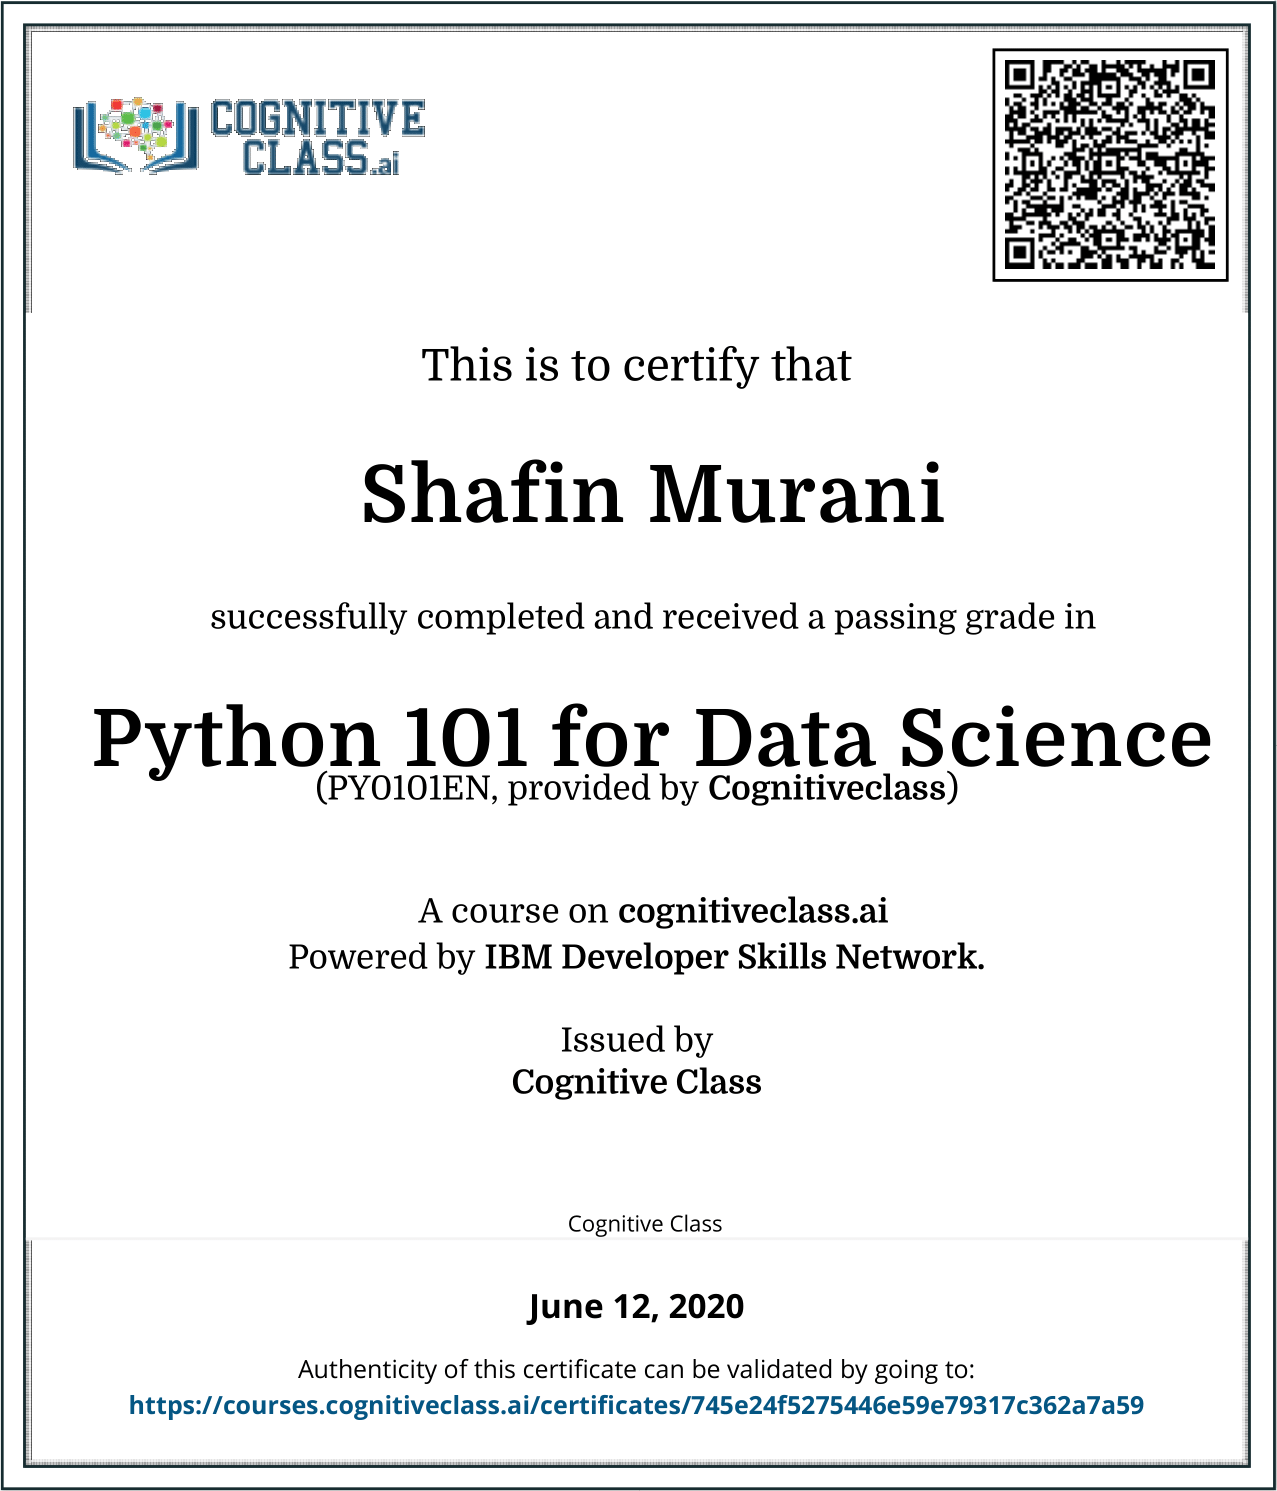 COGNITIVE
CLASS.ai
This is to certify that
Shafin Murani
successfully completed and received a passing grade in
Python 101 for Data Science
(PY0101EN, provided by Cognitiveclass)
A course on cognitiveclass.ai
Powered by IBM Developer Skills Network.
Issued by
Cognitive Class
Cognitive Class
June 12, 2020
Authenticity of this certificate can be validated by going to:
https://courses.cognitiveclass.ai/certificates/745e24f5275446e59e79317c362a7a59